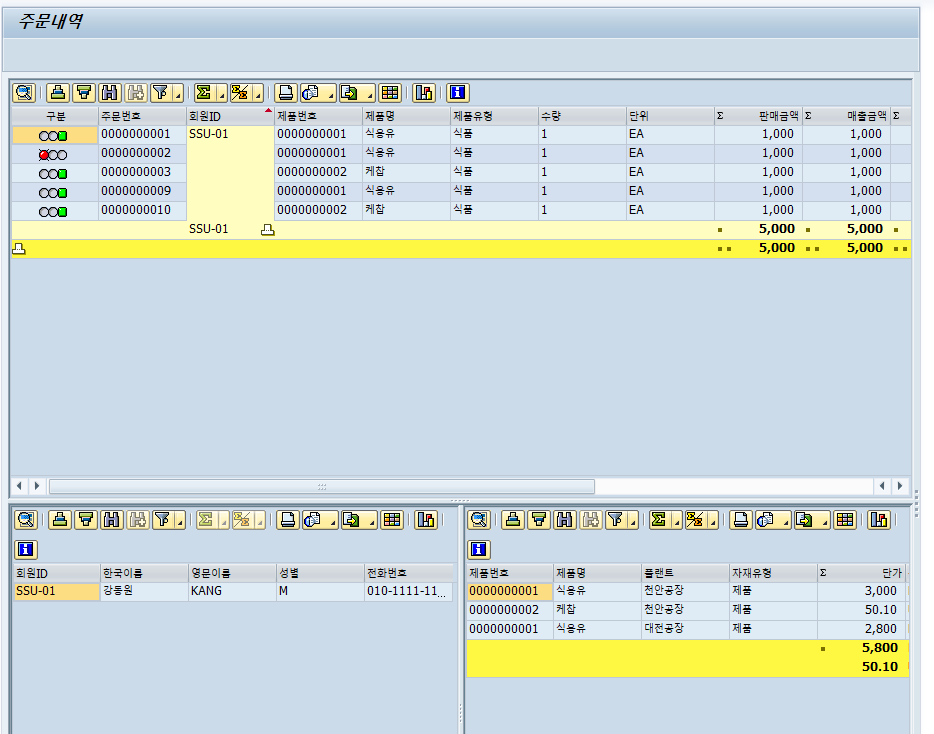 주문내역
구분 주문번호 회원ID 제품번호 제품명 제품유형 수량 단위 Σ 판매금액 Σ 매출금액 Σ
0000000001 SSU-01 0000000001 식용유 식품 1 EA 1,000 1,000
0000000002 0000000001 식용유 식품 1 EA 1,000 1,000
0000000003 0000000002 케찹 식품 1 EA 1,000 1,000
0000000009 0000000001 식용유 식품 1 EA 1,000 1,000
0000000010 0000000002 케찹 식품 1 EA 1,000 1,000
SSU-01 5,000 5,000
5,000 5,000
회원ID 한국이름 영문이름 성별 전화번호
SSU-01 강동원 KANG M 010-1111-11...
제품번호 제품명 플랜트 자재유형 Σ 단가
0000000001 식용유 천안공장 제품 3,000
0000000002 케찹 천안공장 제품 50.10
0000000001 식용유 대전공장 제품 2,800
5,800
50.10